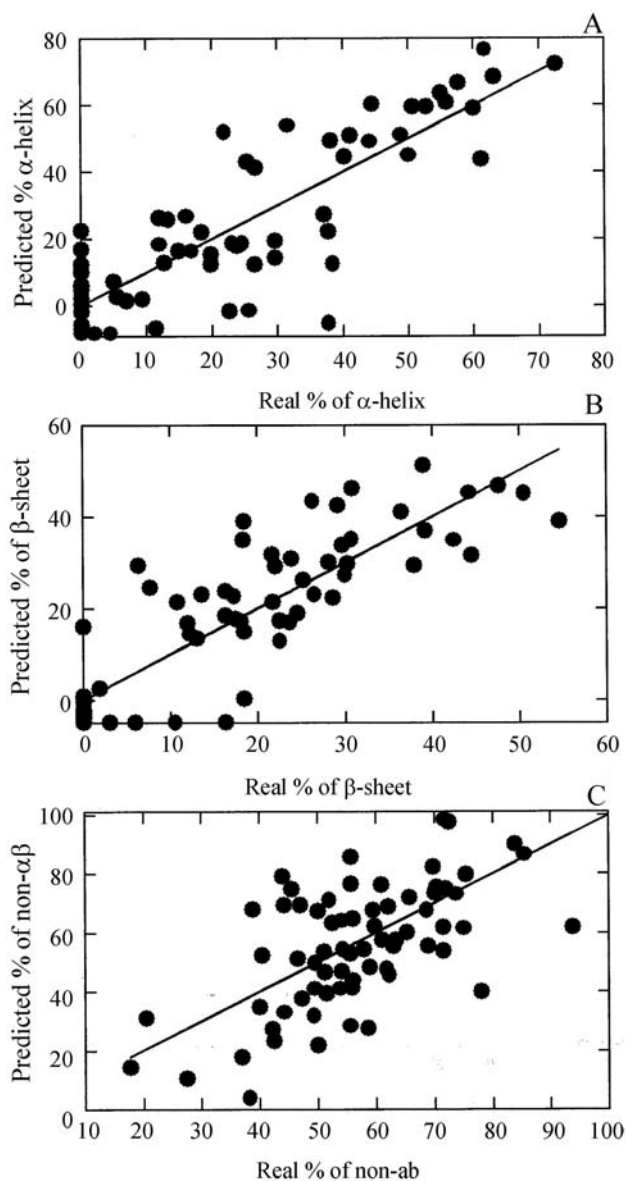 A
80
60
40
20
0
Predicted % α-helix
0 10 20 30 40 50 60 70 80
Real % of α-helix
B
60
40
20
0
Predicted % of β-sheet
0 10 20 30 40 50 60
Real % of β-sheet
C
100
80
60
40
20
0
Predicted % of non-αβ
10 20 30 40 50 60 70 80 90 100
Real % of non-ab